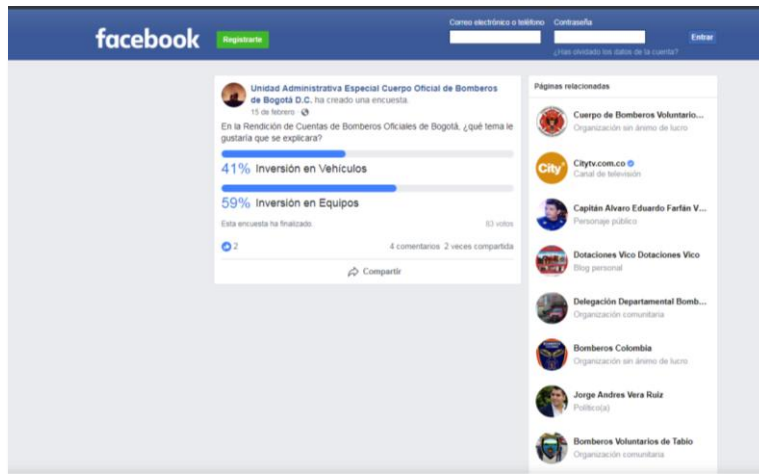 Correo electrónico o teléfono Contraseña
facebook Registrarte Entrar
¿Has olvidado los datos de la cuenta?
Unidad Administrativa Especial Cuerpo Oficial de Bomberos
de Bogotá D.C. ha creado una encuesta.
15 de febrero
En la Rendición de Cuentas de Bomberos Oficiales de Bogotá, ¿qué tema le
gustaría que se explicara?
41% Inversión en Vehículos
59% Inversión en Equipos
Esta encuesta ha finalizado. 83 votos
2 4 comentarios 2 veces compartida
Compartir
Páginas relacionadas
Cuerpo de Bomberos Voluntario...
Organización sin ánimo de lucro
City
Citytv.com.co
Canal de televisión
Capitán Alvaro Eduardo Farfán V...
Personaje público
Dotaciones Vico Dotaciones Vico
Blog personal
Delegación Departamental Bomb...
Organización comunitaria
Bomberos Colombia
Organización sin ánimo de lucro
Jorge Andres Vera Ruiz
Político(a)
Bomberos Voluntarios de Tabio
Organización comunitaria